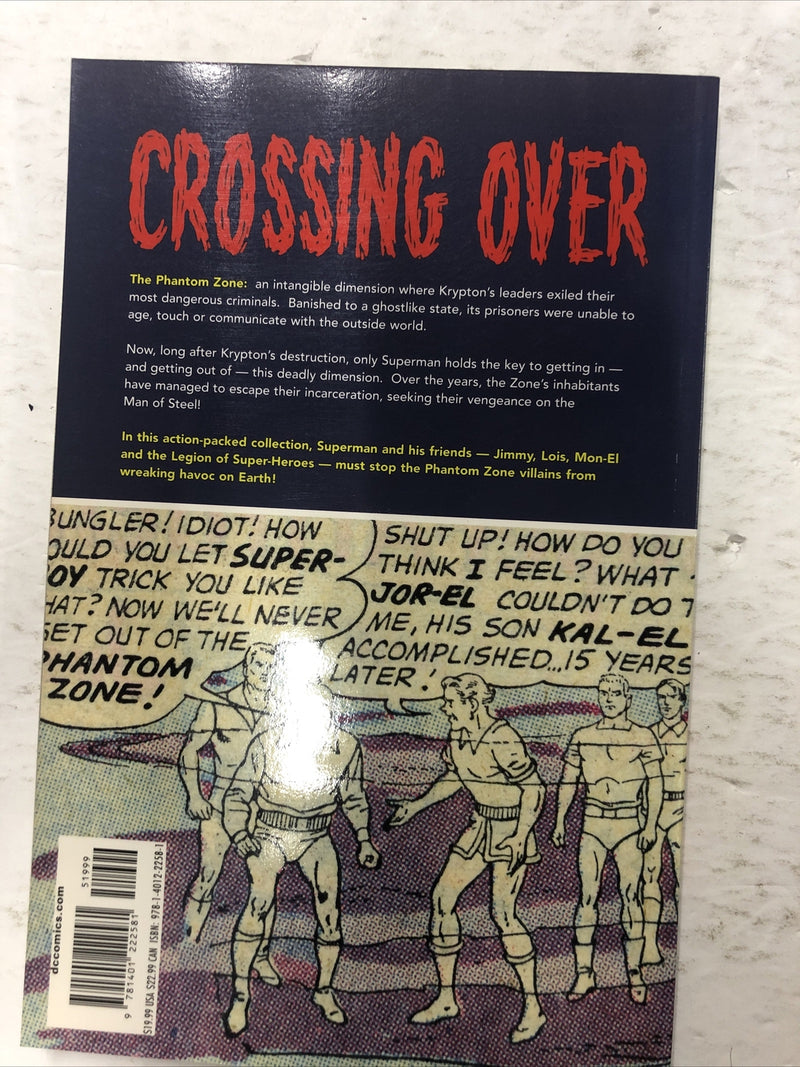 CROSSING OVER
The Phantom Zone: an intangible dimension where Krypton's leaders exiled their
most dangerous criminals. Banished to a ghostlike state, its prisoners were unable to
age, touch or communicate with the outside world.
Now, long after Krypton's destruction, only Superman holds the key to getting in —
and getting out of — this deadly dimension. Over the years, the Zone's inhabitants
have managed to escape their incarceration, seeking their vengeance on the
Man of Steel!
In this action-packed collection, Superman and his friends — Jimmy, Lois, Mon-El
and the Legion of Super-Heroes — must stop the Phantom Zone villains from
wreaking havoc on Earth!
BUNGLER! IDIOT! HOW
OULD YOU LET SUPER-
OY TRICK YOU LIKE
HAT? NOW WE'LL NEVER
GET OUT OF THE
PHANTOM
ZONE!
SHUT UP! HOW DO YOU
THINK I FEEL? WHAT
JOR-EL COULDN'T DO T
ME, HIS SON KAL-EL
ACCOMPLISHED...15 YEARS
LATER!
dccomics.com
51999
9 781401 222581
$19.99 USA $22.99 CAN ISBN: 978-1-4012-2258-1